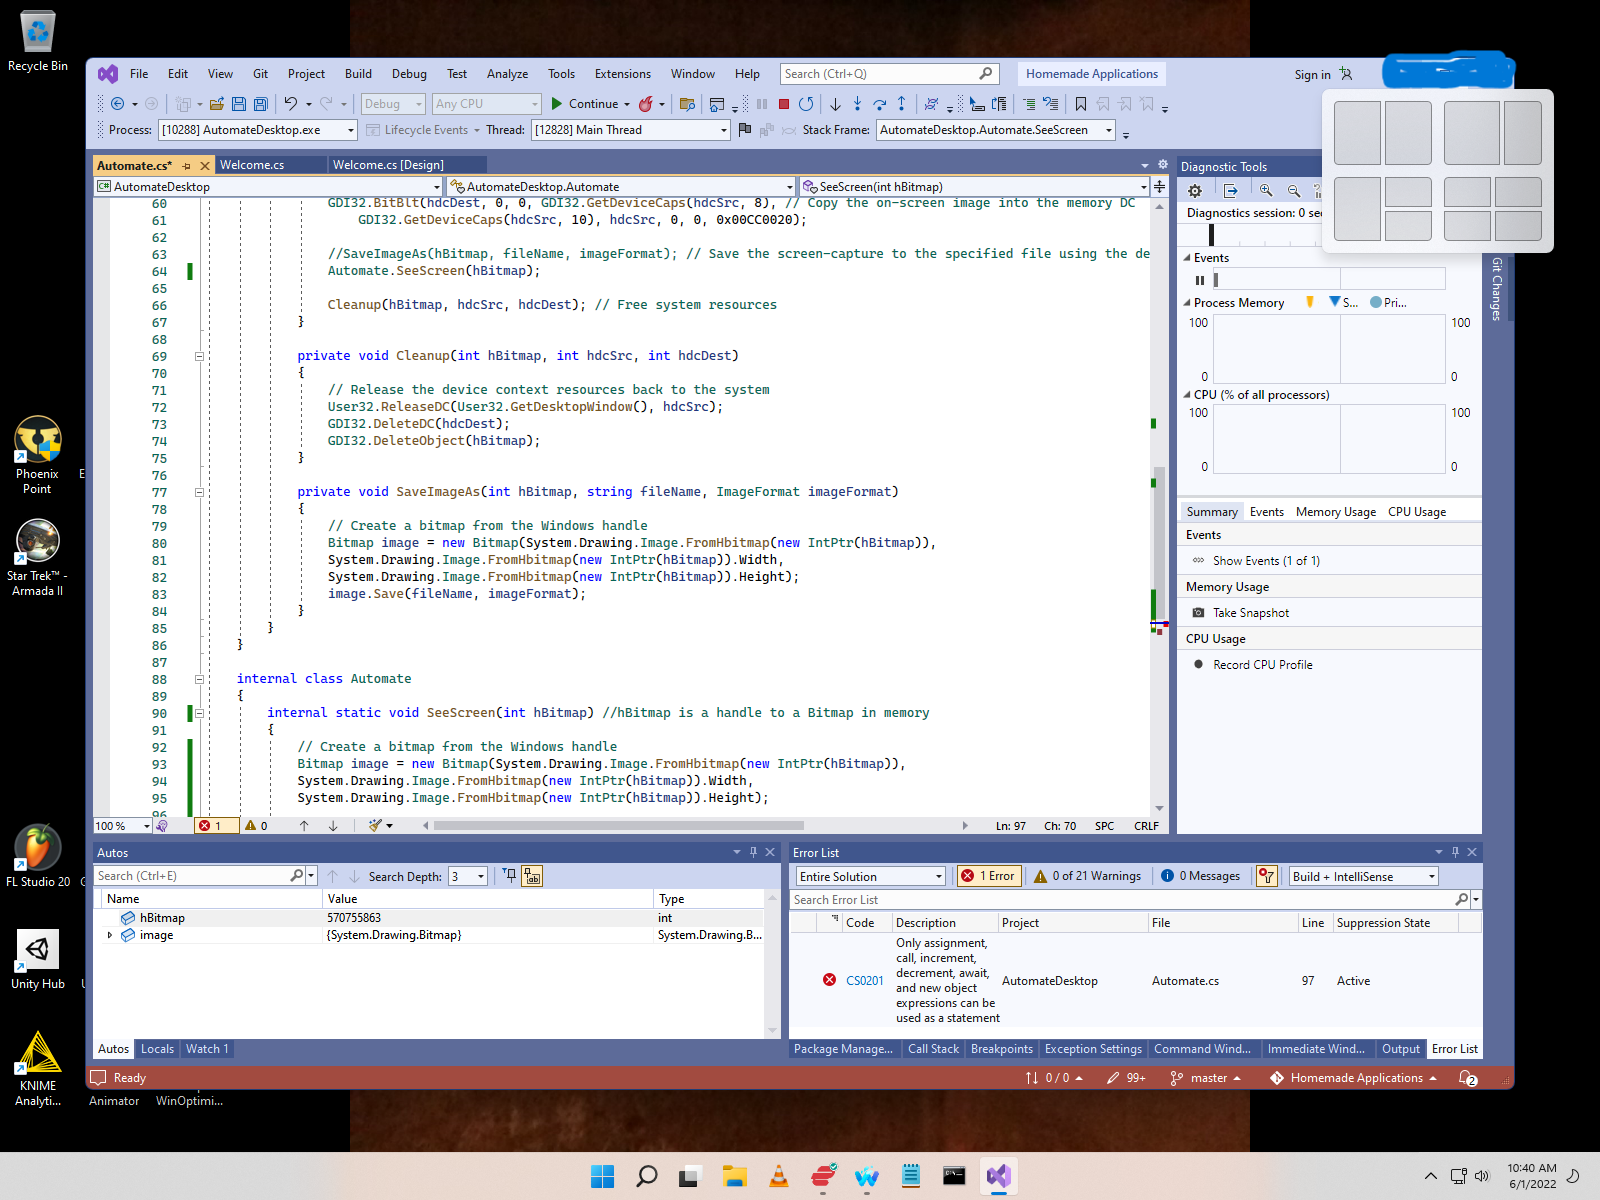 Recycle Bin
File Edit View Git Project Build Debug Test Analyze Tools Extensions Window Help Search (Ctrl+Q) Homemade Applications Sign in
Debug Any CPU Continue
Process: [10288] AutomateDesktop.exe Lifecycle Events Thread: [12828] Main Thread Stack Frame: AutomateDesktop.Automate.SeeScreen
Automate.cs* Welcome.cs Welcome.cs [Design]
AutomateDesktop AutomateDesktop.Automate SeeScreen(int hBitmap)
60 GDI32.BitBlt(hdcDest, 0, 0, GDI32.GetDeviceCaps(hdcSrc, 8), // Copy the on-screen image into the memory DC
61 GDI32.GetDeviceCaps(hdcSrc, 10), hdcSrc, 0, 0, 0x00CC0020);
62
63 //SaveImageAs(hBitmap, fileName, imageFormat); // Save the screen-capture to the specified file using the de
64 Automate.SeeScreen(hBitmap);
65
66 Cleanup(hBitmap, hdcSrc, hdcDest); // Free system resources
67 }
68
69 private void Cleanup(int hBitmap, int hdcSrc, int hdcDest)
70 {
71 // Release the device context resources back to the system
72 User32.ReleaseDC(User32.GetDesktopWindow(), hdcSrc);
73 GDI32.DeleteDC(hdcDest);
74 GDI32.DeleteObject(hBitmap);
75 }
76
77 private void SaveImageAs(int hBitmap, string fileName, ImageFormat imageFormat)
78 {
79 // Create a bitmap from the Windows handle
80 Bitmap image = new Bitmap(System.Drawing.Image.FromHbitmap(new IntPtr(hBitmap)),
81 System.Drawing.Image.FromHbitmap(new IntPtr(hBitmap)).Width,
82 System.Drawing.Image.FromHbitmap(new IntPtr(hBitmap)).Height);
83 image.Save(fileName, imageFormat);
84 }
85 }
86 }
87
88 internal class Automate
89 {
90 internal static void SeeScreen(int hBitmap) //hBitmap is a handle to a Bitmap in memory
91 {
92 // Create a bitmap from the Windows handle
93 Bitmap image = new Bitmap(System.Drawing.Image.FromHbitmap(new IntPtr(hBitmap)),
94 System.Drawing.Image.FromHbitmap(new IntPtr(hBitmap)).Width,
95 System.Drawing.Image.FromHbitmap(new IntPtr(hBitmap)).Height);
96
100 % 1 0 Ln: 97 Ch: 70 SPC CRLF
Diagnostic Tools
Diagnostics session: 0 sec
Events
Process Memory S... Pri...
100 100
0 0
CPU (% of all processors)
100 100
0 0
Summary Events Memory Usage CPU Usage
Events
Show Events (1 of 1)
Memory Usage
Take Snapshot
CPU Usage
Record CPU Profile
Git Changes
Autos
Search (Ctrl+E) Search Depth: 3
Name Value Type
hBitmap 570755863 int
image {System.Drawing.Bitmap} System.Drawing.B...
Autos Locals Watch 1
Error List
Entire Solution 1 Error 0 of 21 Warnings 0 Messages Build + IntelliSense
Search Error List
Code Description Project File Line Suppression State
CS0201 Only assignment, call, increment, decrement, await, and new object expressions can be used as a statement AutomateDesktop Automate.cs 97 Active
Package Manage... Call Stack Breakpoints Exception Settings Command Wind... Immediate Wind... Output Error List
Ready 0 / 0 99+ master Homemade Applications 2
Phoenix
Point
E
Star Trek™ -
Armada II
FL Studio 20
Unity Hub
KNIME
Analyti...
Animator
WinOptimi...
10:40 AM
6/1/2022